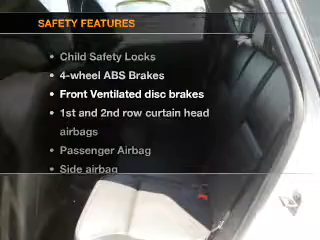 SAFETY FEATURES
• Child Safety Locks
• 4-wheel ABS Brakes
• Front Ventilated disc brakes
• 1st and 2nd row curtain head
airbags
• Passenger Airbag
• Side airbag